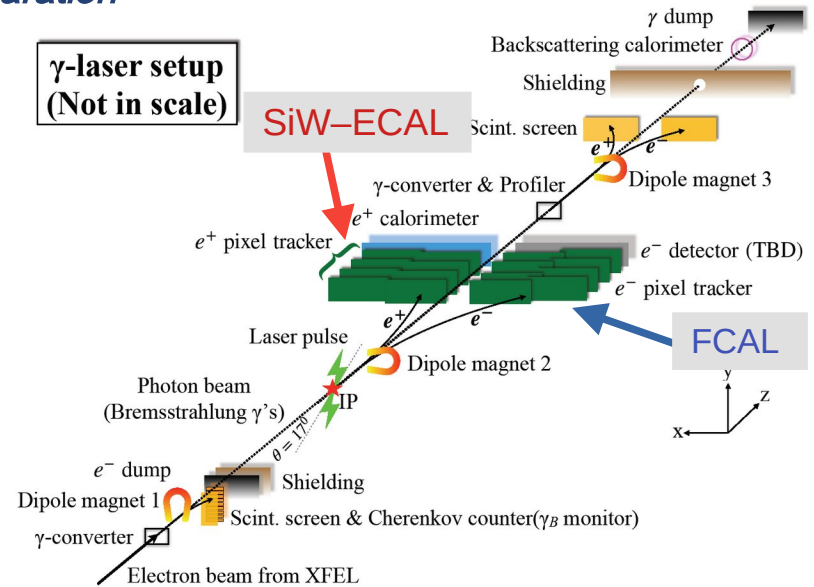 γ dump
Backscattering calorimeter
γ-laser setup
(Not in scale)
Shielding
SiW–ECAL
Scint. screen
e⁺
e⁻
Dipole magnet 3
γ-converter & Profiler
e⁺ calorimeter
e⁺ pixel tracker
e⁻ detector (TBD)
e⁻ pixel tracker
e⁺
e⁻
Laser pulse
FCAL
Dipole magnet 2
y
z
x
Photon beam
(Bremsstrahlung γ's)
IP
θ = 17⁰
e⁻ dump
Shielding
Dipole magnet 1
Scint. screen & Cherenkov counter(γ_B monitor)
γ-converter
Electron beam from XFEL